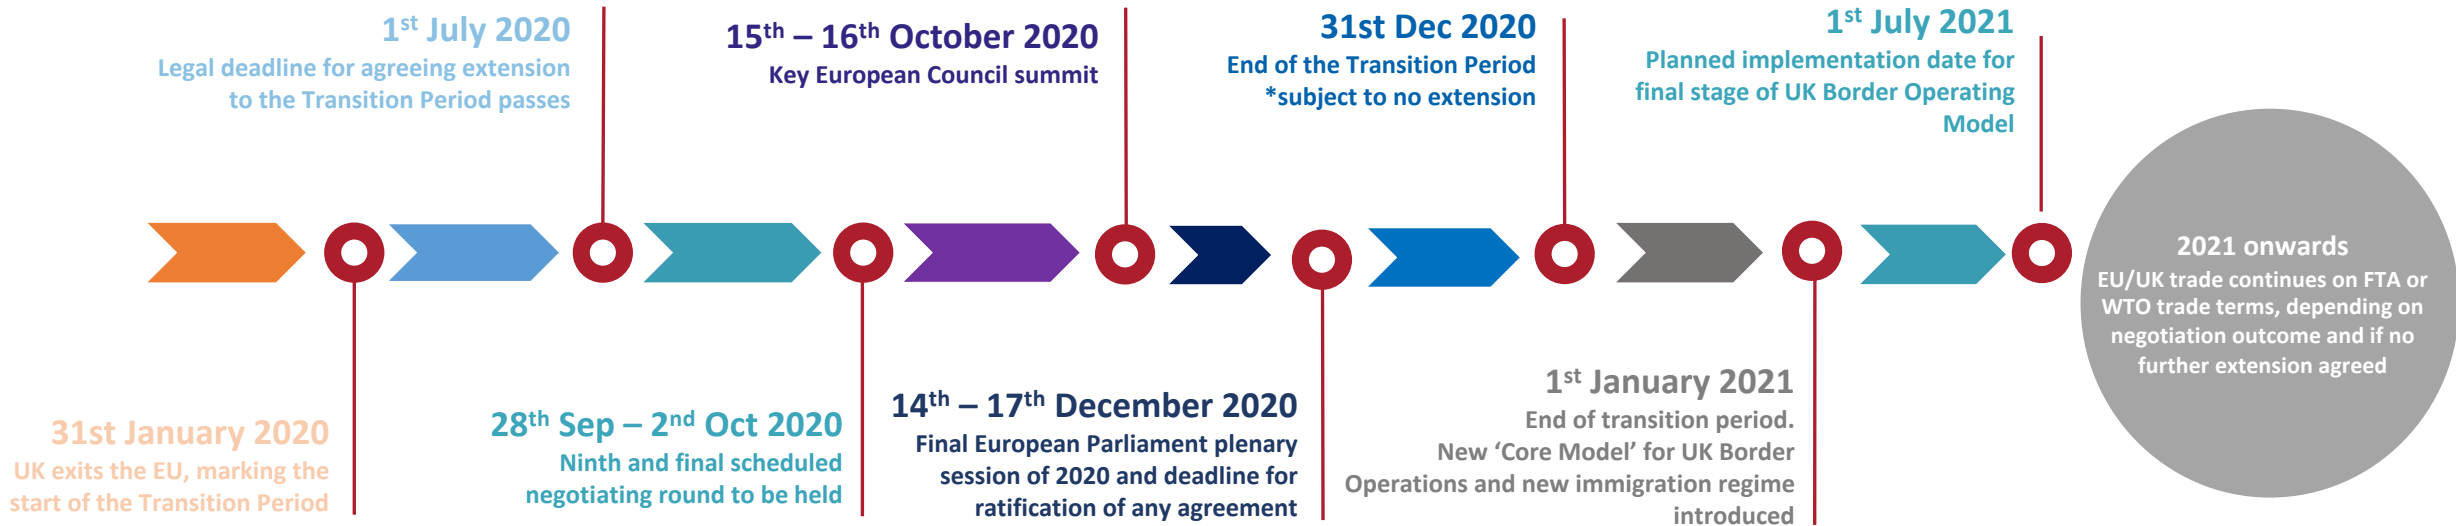 1st July 2020
Legal deadline for agreeing extension
to the Transition Period passes
15th – 16th October 2020
Key European Council summit
31st Dec 2020
End of the Transition Period
*subject to no extension
1st July 2021
Planned implementation date for
final stage of UK Border Operating
Model
31st January 2020
UK exits the EU, marking the
start of the Transition Period
28th Sep – 2nd Oct 2020
Ninth and final scheduled
negotiating round to be held
14th – 17th December 2020
Final European Parliament plenary
session of 2020 and deadline for
ratification of any agreement
1st January 2021
End of transition period.
New ‘Core Model’ for UK Border
Operations and new immigration regime
introduced
2021 onwards
EU/UK trade continues on FTA or
WTO trade terms, depending on
negotiation outcome and if no
further extension agreed